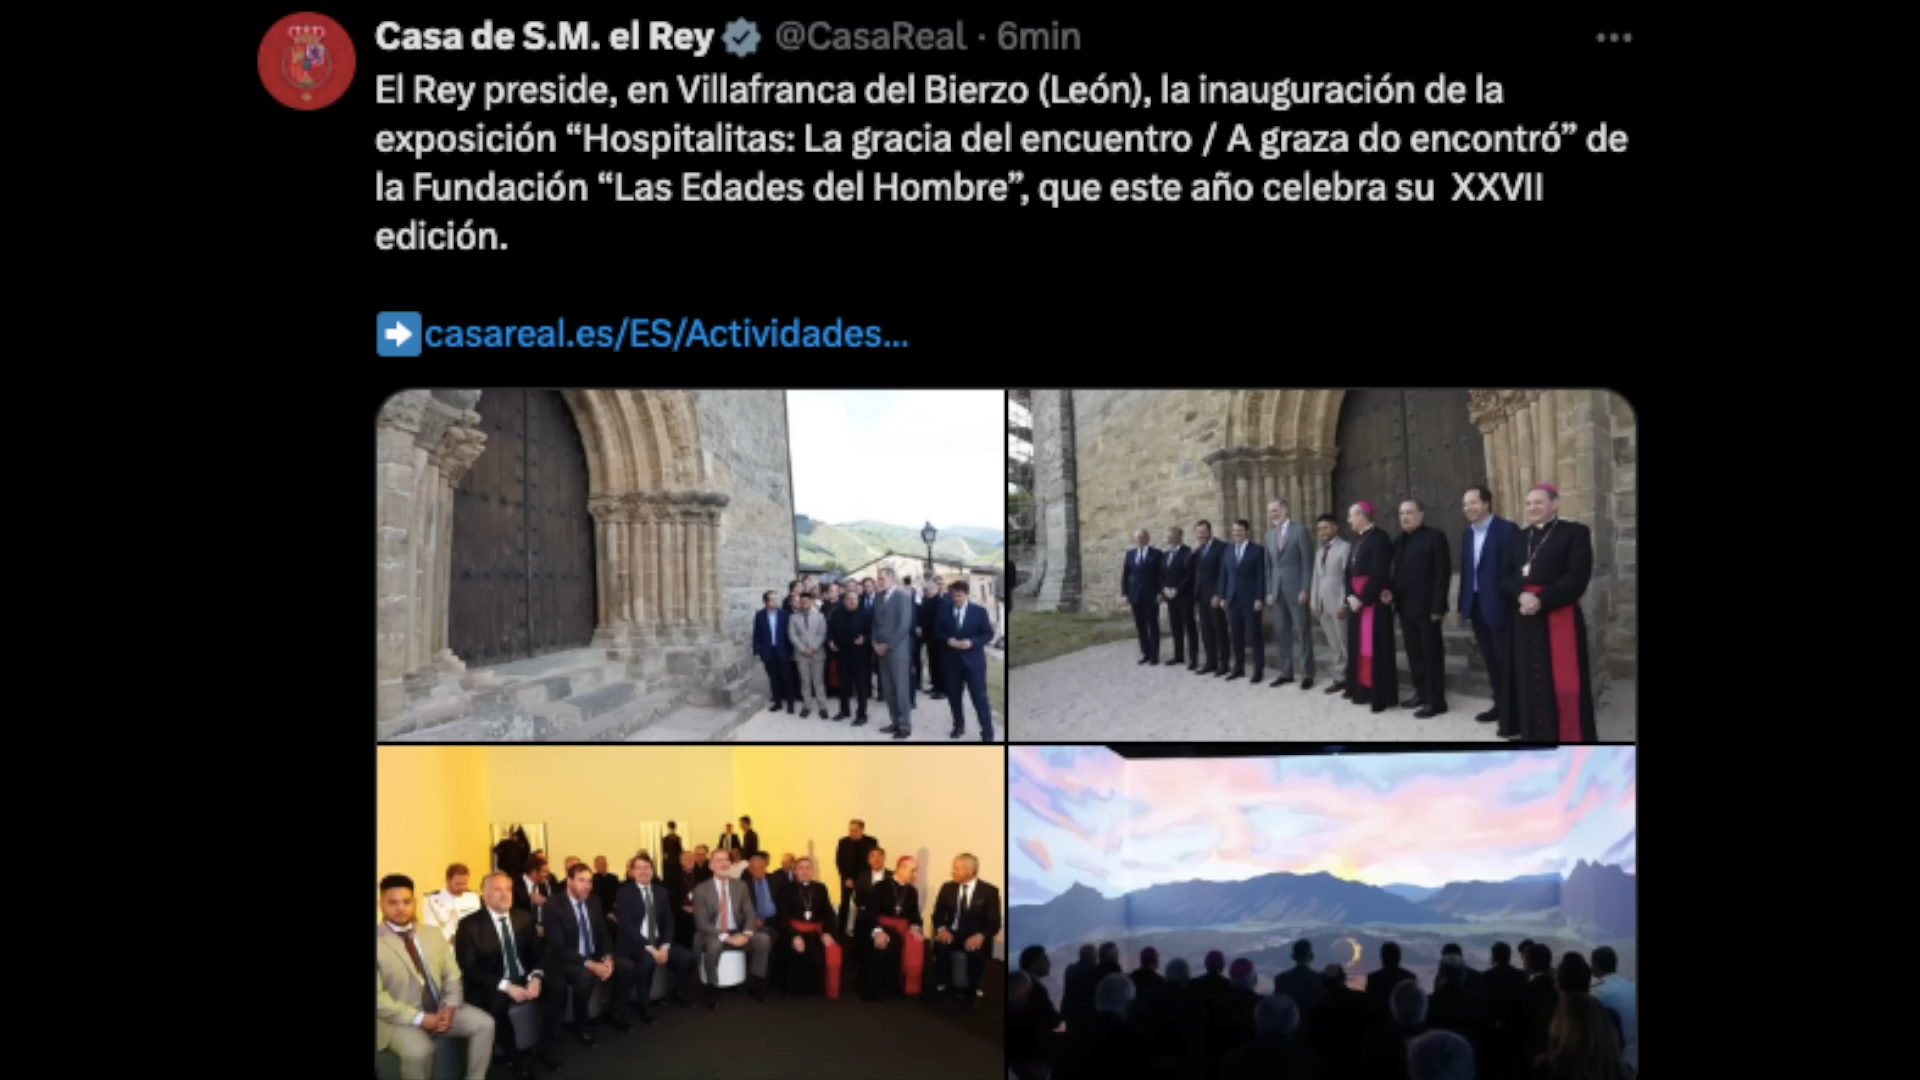 Casa de S.M. el Rey @CasaReal · 6min
El Rey preside, en Villafranca del Bierzo (León), la inauguración de la
exposición “Hospitalitas: La gracia del encuentro / A graza do encontró” de
la Fundación “Las Edades del Hombre”, que este año celebra su XXVII
edición.
➡casareal.es/ES/Actividades...